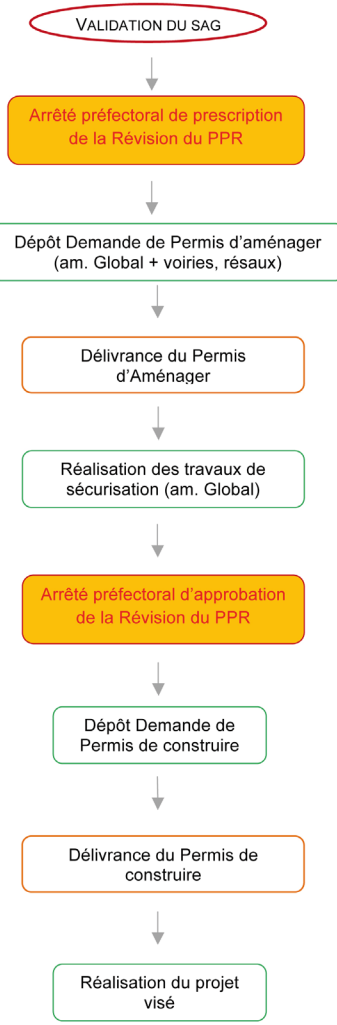 VALIDATION DU SAG
Arrêté préfectoral de prescription
de la Révision du PPR
Dépôt Demande de Permis d'aménager
(am. Global + voiries, résaux)
Délivrance du Permis
d'Aménager
Réalisation des travaux de
sécurisation (am. Global)
Arrêté préfectoral d'approbation
de la Révision du PPR
Dépôt Demande de
Permis de construire
Délivrance du Permis de
construire
Réalisation du projet
visé